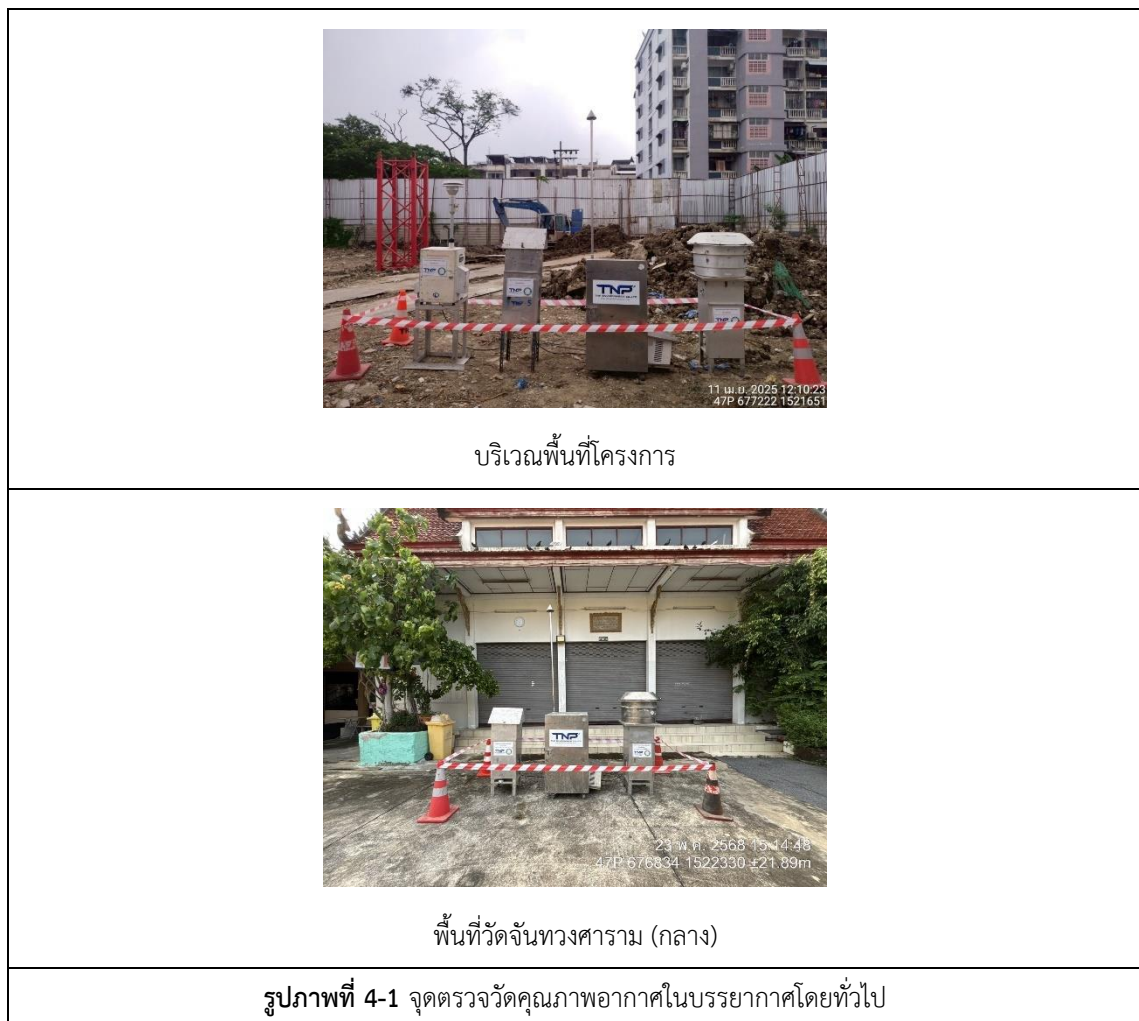 TNP
11 เม.ย. 2025 12:10:23
47P 677222 1521651
บริเวณพื้นที่โครงการ
TNP
23 พ.ค. 2568 15:14:48
47P 676834 1522330 ±21.89m
พื้นที่วัดจันทวงศาราม (กลาง)
รูปภาพที่ 4-1 จุดตรวจวัดคุณภาพอากาศในบรรยากาศโดยทั่วไป